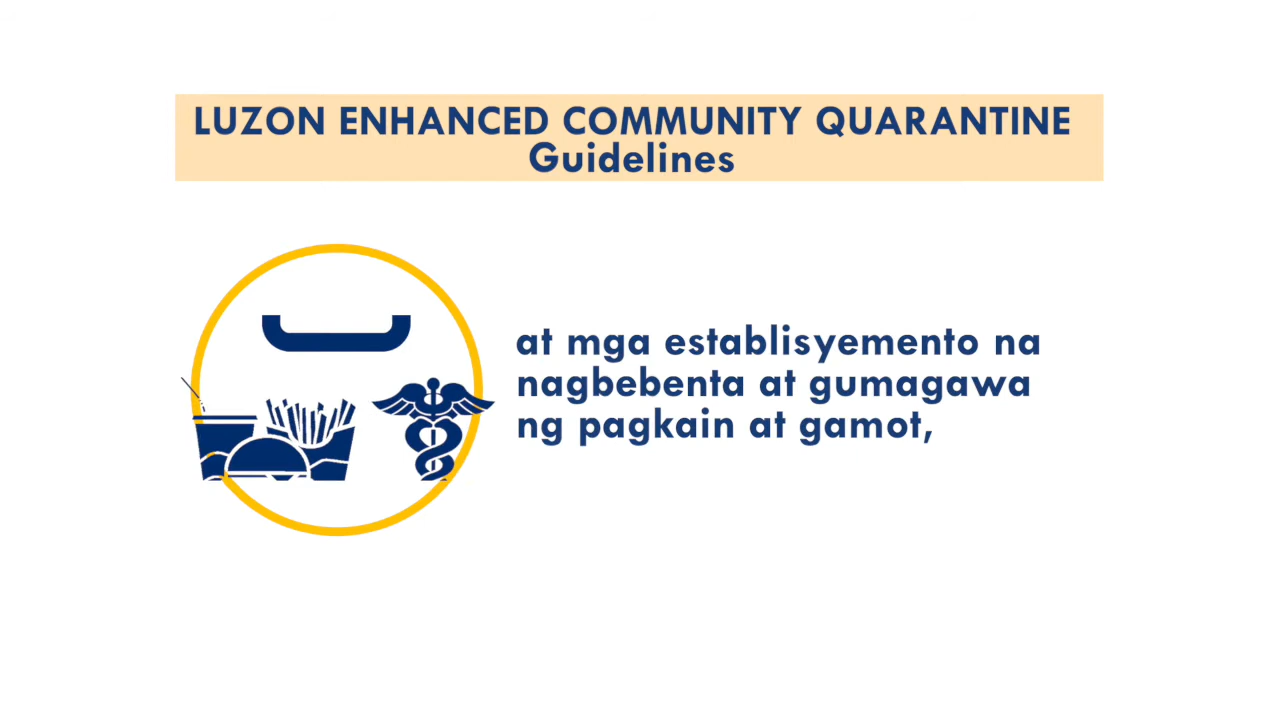 LUZON ENHANCED COMMUNITY QUARANTINE
Guidelines
at mga establisyemento na
nagbebenta at gumagawa
ng pagkain at gamot,